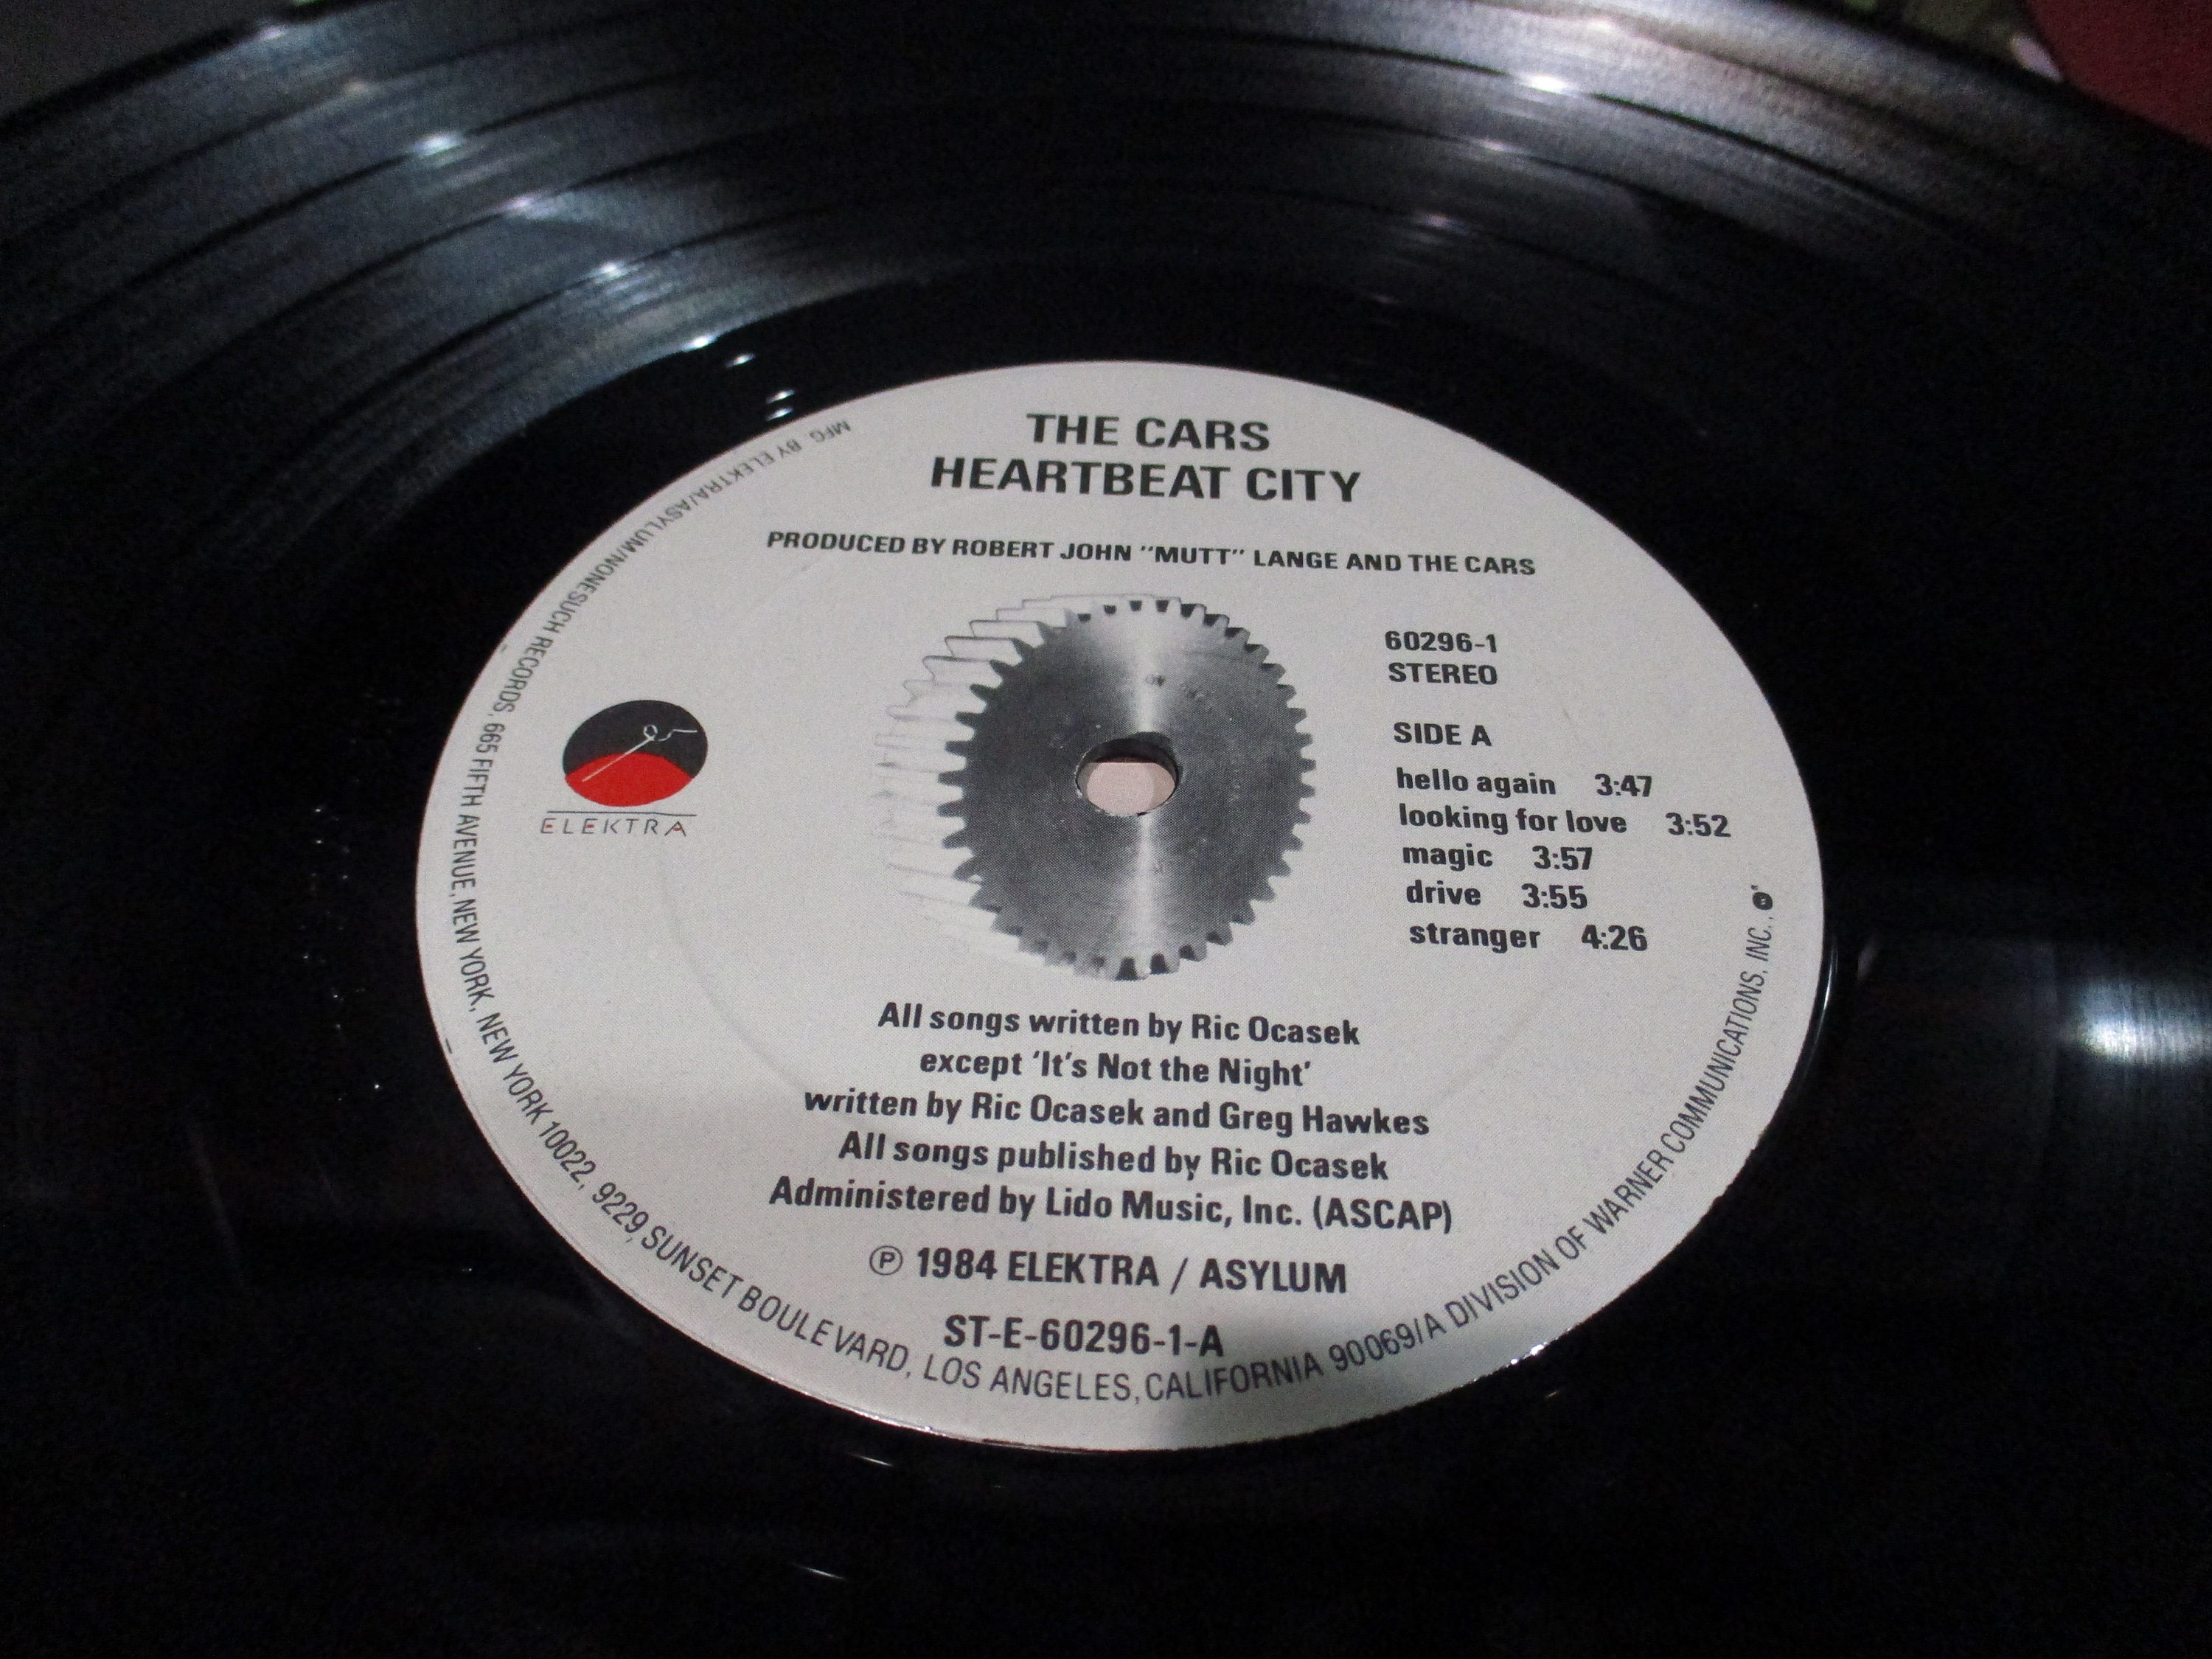 THE CARS
HEARTBEAT CITY
PRODUCED BY ROBERT JOHN "MUTT" LANGE AND THE CARS
60296-1
STEREO
SIDE A
hello again 3:47
looking for love 3:52
magic 3:57
drive 3:55
stranger 4:26
ELEKTRA
All songs written by Ric Ocasek
except ‘It’s Not the Night’
written by Ric Ocasek and Greg Hawkes
All songs published by Ric Ocasek
Administered by Lido Music, Inc. (ASCAP)
℗ 1984 ELEKTRA / ASYLUM
ST-E-60296-1-A
MFG. BY ELEKTRA/ASYLUM/NONESUCH RECORDS, 665 FIFTH AVENUE, NEW YORK, NEW YORK 10022, 9229 SUNSET BOULEVARD, LOS ANGELES, CALIFORNIA 90069/A DIVISION OF WARNER COMMUNICATIONS, INC.,